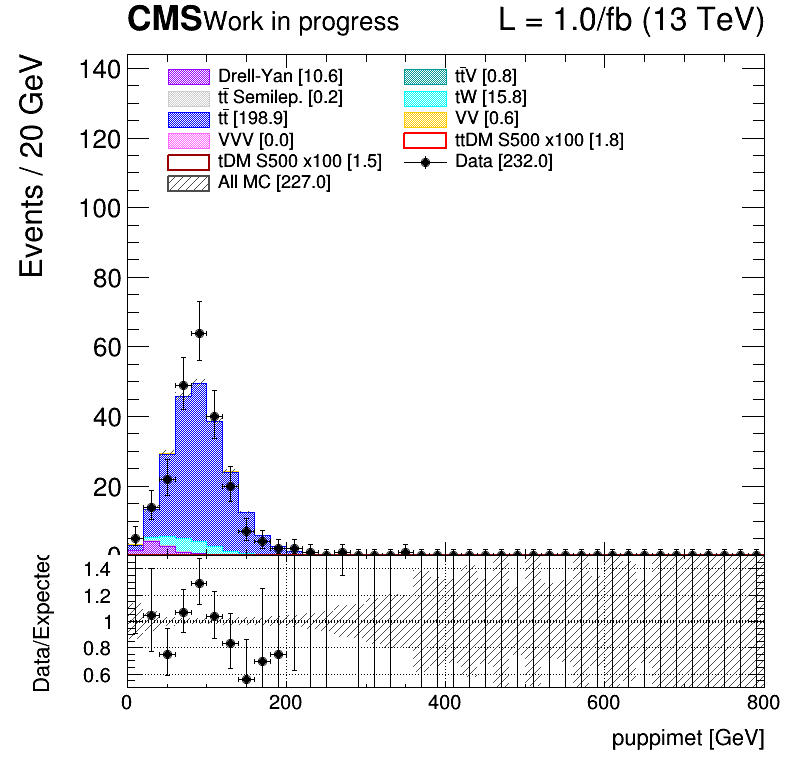 CMS Work in progress L = 1.0/fb (13 TeV)
Events / 20 GeV
140
120
100
80
60
40
20
0
Drell-Yan [10.6]
tt̄ Semilep. [0.2]
tt̄ [198.9]
VVV [0.0]
tDM S500 x100 [1.5]
All MC [227.0]
tt̄V [0.8]
tW [15.8]
VV [0.6]
ttDM S500 x100 [1.8]
Data [232.0]
Data/Expected
1.4
1.2
1
0.8
0.6
0 200 400 600 800
puppimet [GeV]